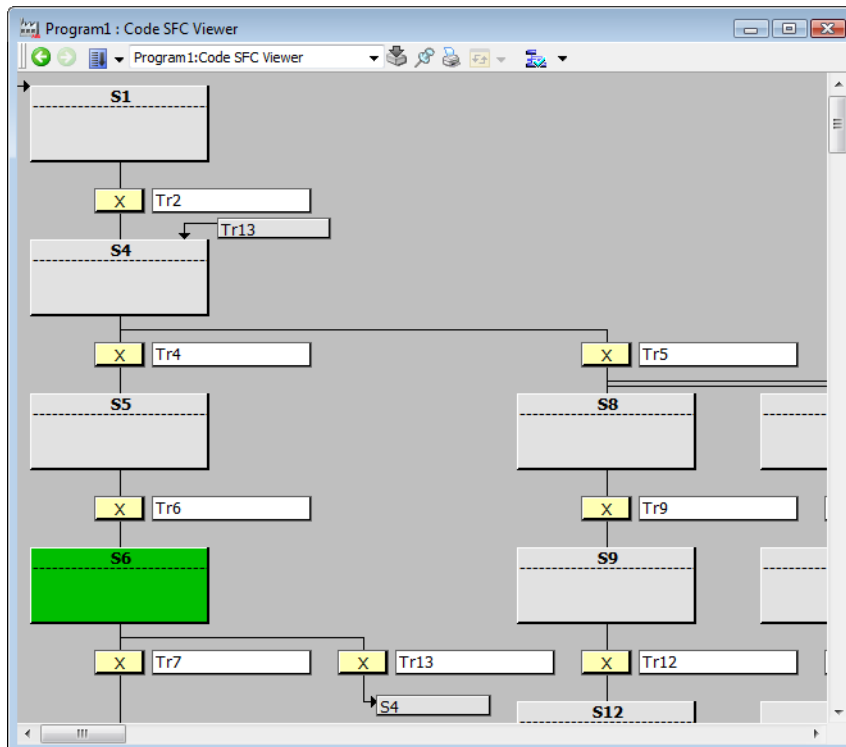 Program1 : Code SFC Viewer
Program1:Code SFC Viewer
S1
X Tr2
Tr13
S4
X Tr4 X Tr5
S5 S8
X Tr6 X Tr9
S6 S9
X Tr7 X Tr13 X Tr12
S4
S12